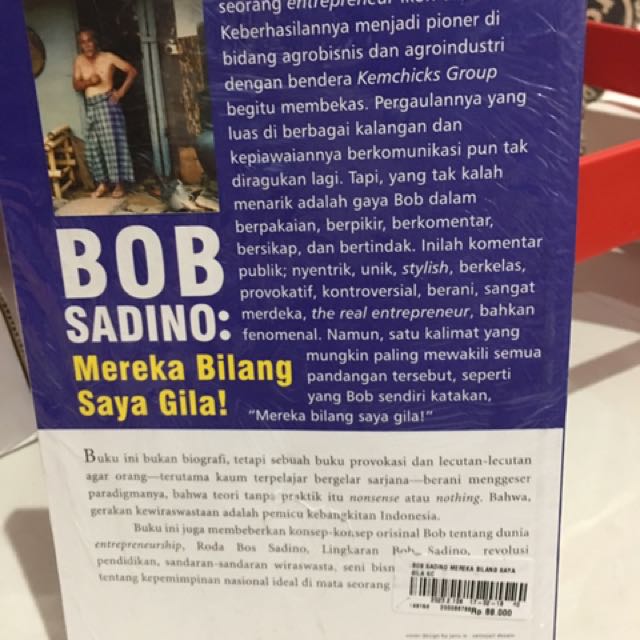 seorang entrepreneur
Keberhasilannya menjadi pioner di
bidang agrobisnis dan agroindustri
dengan bendera Kemchicks Group
begitu membekas. Pergaulannya yang
luas di berbagai kalangan dan
kepiawaiannya berkomunikasi pun tak
diragukan lagi. Tapi, yang tak kalah
menarik adalah gaya Bob dalam
berpakaian, berpikir, berkomentar,
bersikap, dan bertindak. Inilah komentar
publik; nyentrik, unik, stylish, berkelas,
provokatif, kontroversial, berani, sangat
merdeka, the real entrepreneur, bahkan
fenomenal. Namun, satu kalimat yang
mungkin paling mewakili semua
pandangan tersebut, seperti
yang Bob sendiri katakan,
“Mereka bilang saya gila!”
BOB
SADINO:
Mereka Bilang
Saya Gila!
Buku ini bukan biografi, tetapi sebuah buku provokasi dan lecutan-lecutan
agar orang—terutama kaum terpelajar bergelar sarjana—berani menggeser
paradigmanya, bahwa teori tanpa praktik itu nonsense atau nothing. Bahwa,
gerakan kewiraswastaan adalah pemicu kebangkitan Indonesia.
Buku ini juga membeberkan konsep-konsep orisinal Bob tentang dunia
entrepreneurship, Roda Bos Sadino, Lingkaran Bob Sadino, revolusi
pendidikan, sandaran-sandaran wiraswasta, seni bisn
tentang kepemimpinan nasional ideal di mata seorang
BOB SADINO MEREKA BILANG SAYA
GILA SC
Rp 88.000